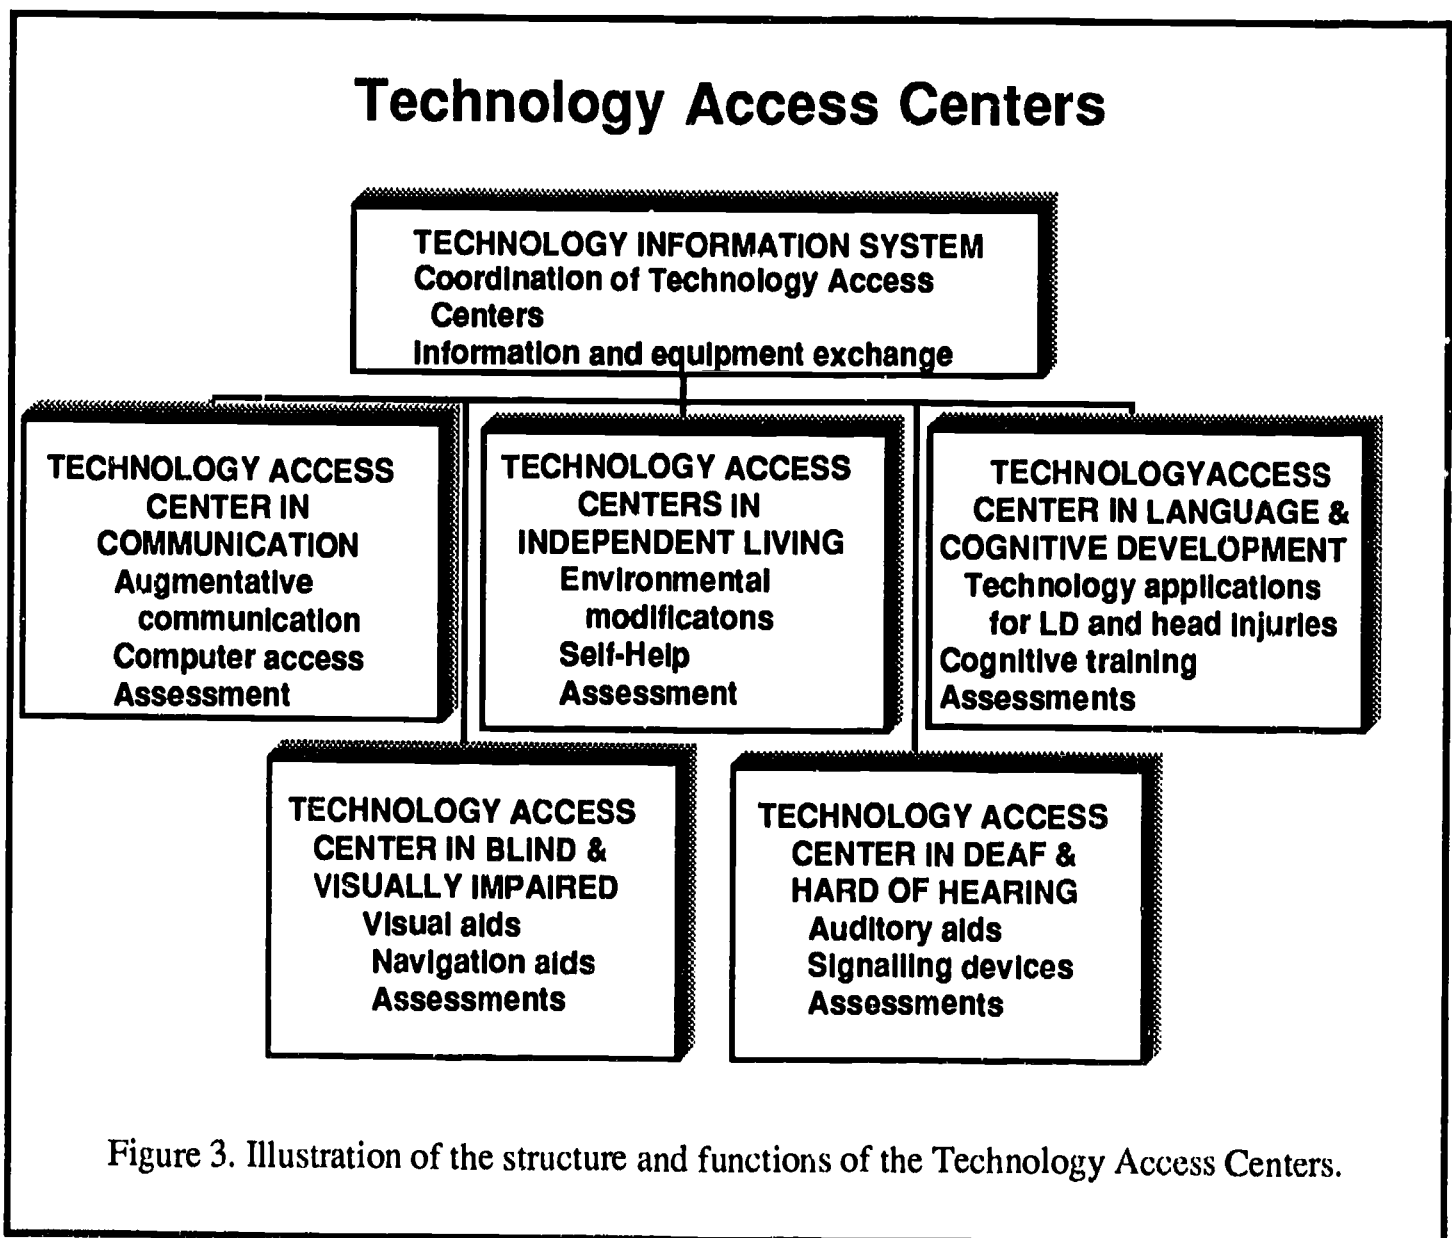 Technology Access Centers
TECHNOLOGY INFORMATION SYSTEM
Coordination of Technology Access
Centers
Information and equipment exchange
TECHNOLOGY ACCESS
CENTER IN
COMMUNICATION
Augmentative
communication
Computer access
Assessment
TECHNOLOGY ACCESS
CENTERS IN
INDEPENDENT LIVING
Environmental
modificatons
Self-Help
Assessment
TECHNOLOGYACCESS
CENTER IN LANGUAGE &
COGNITIVE DEVELOPMENT
Technology applications
for LD and head injuries
Cognitive training
Assessments
TECHNOLOGY ACCESS
CENTER IN BLIND &
VISUALLY IMPAIRED
Visual aids
Navigation aids
Assessments
TECHNOLOGY ACCESS
CENTER IN DEAF &
HARD OF HEARING
Auditory aids
Signalling devices
Assessments
Figure 3. Illustration of the structure and functions of the Technology Access Centers.